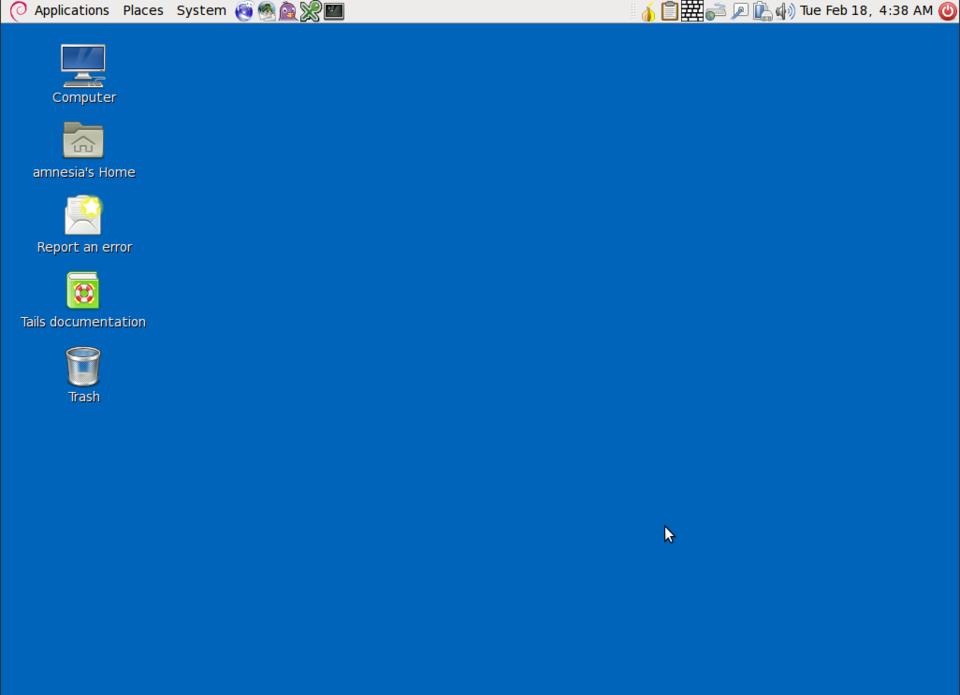 Applications Places System Tue Feb 18, 4:38 AM
Computer
amnesia's Home
Report an error
Tails documentation
Trash